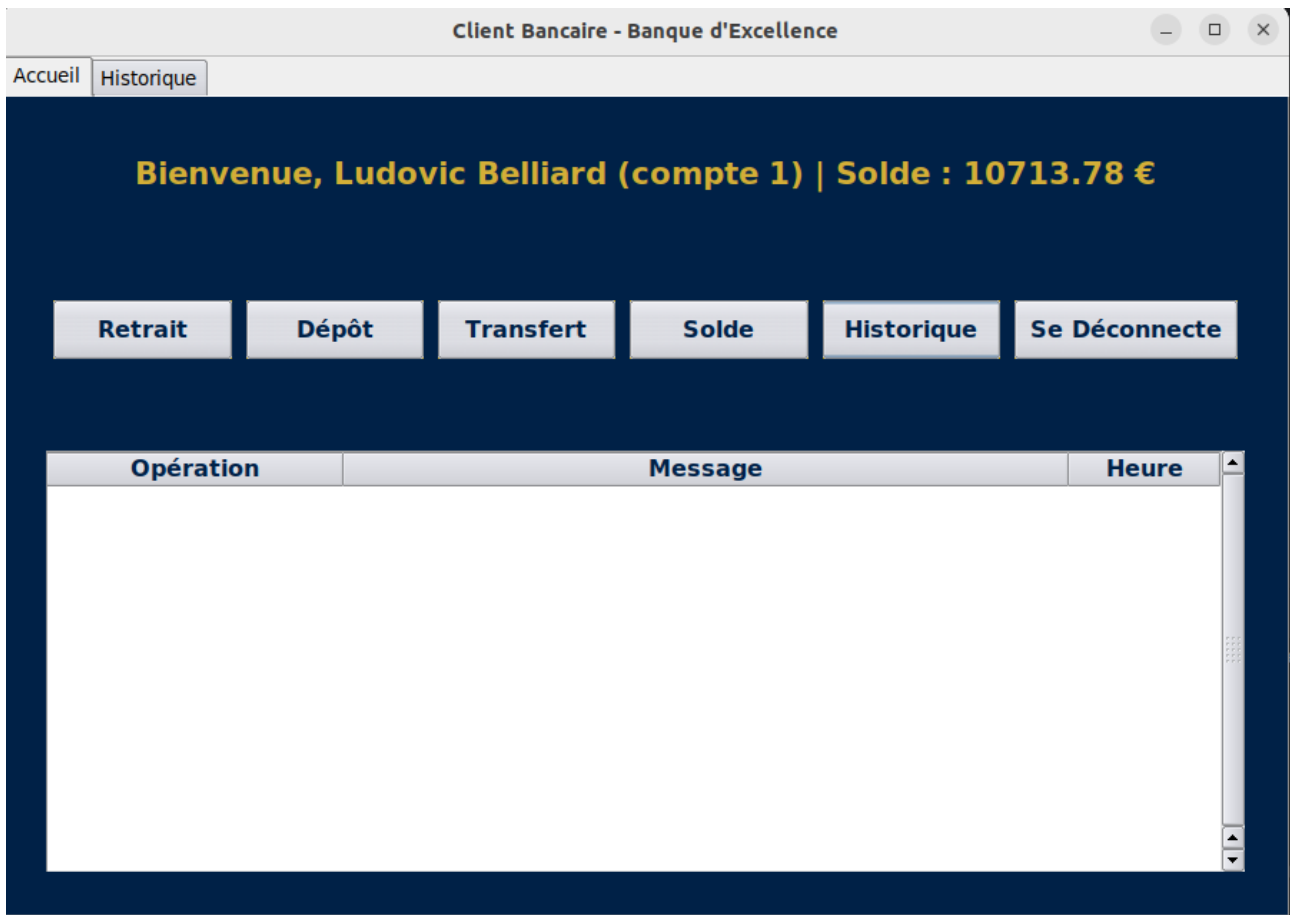 Client Bancaire - Banque d'Excellence
Accueil Historique
Bienvenue, Ludovic Belliard (compte 1) | Solde : 10713.78 €
Retrait Dépôt Transfert Solde Historique Se Déconnecte
Opération Message Heure